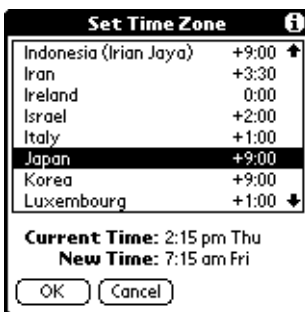 Set Time Zone i
Indonesia (Irian Jaya) +9:00
Iran +3:30
Ireland 0:00
Israel +2:00
Italy +1:00
Japan +9:00
Korea +9:00
Luxembourg +1:00
Current Time: 2:15 pm Thu
New Time: 7:15 am Fri
OK Cancel